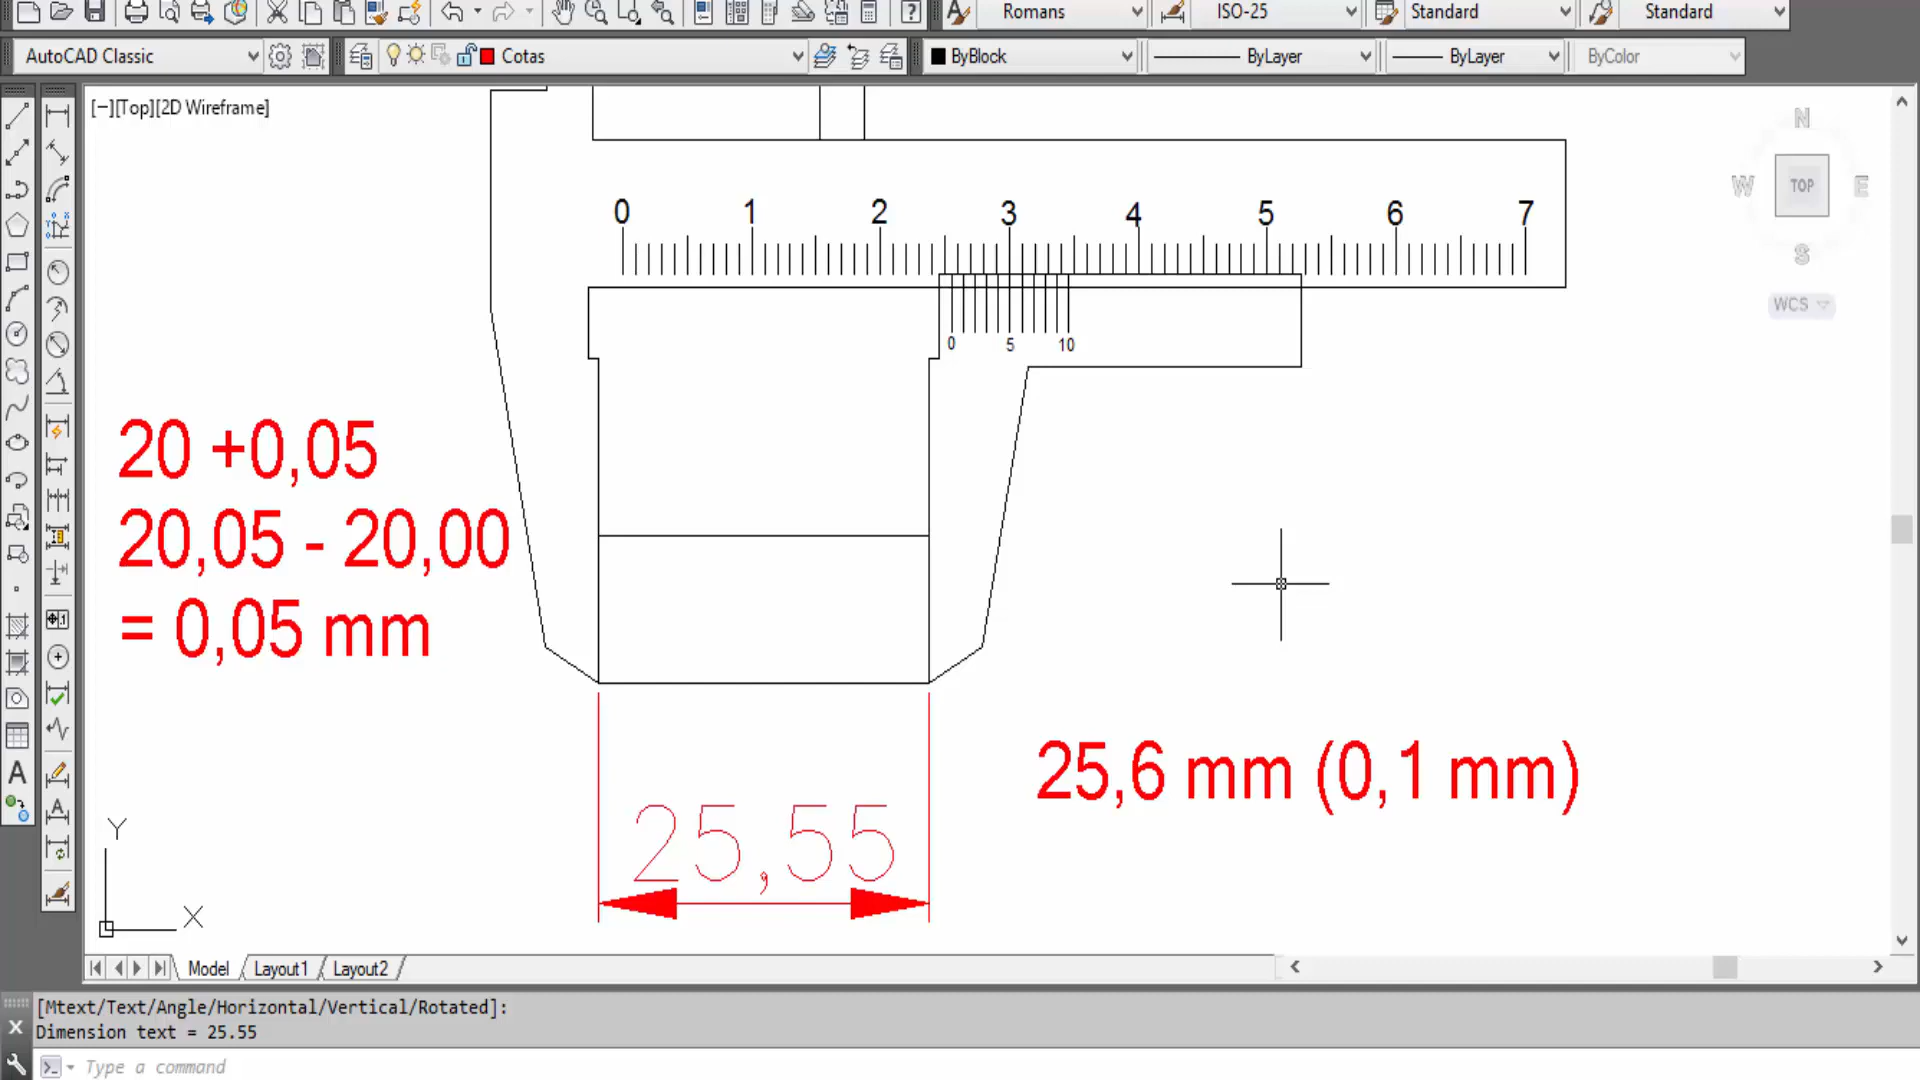 Romans
ISO-25
Standard
Standard
AutoCAD Classic
Cotas
ByBlock
ByLayer
ByLayer
ByColor
[−][Top][2D Wireframe]
N
W TOP E
S
WCS
0 1 2 3 4 5 6 7
0 5 10
20 +0,05
20,05 - 20,00
= 0,05 mm
25,6 mm (0,1 mm)
25,55
Y
X
Model Layout1 Layout2
[Mtext/Text/Angle/Horizontal/Vertical/Rotated]:
Dimension text = 25.55
Type a command